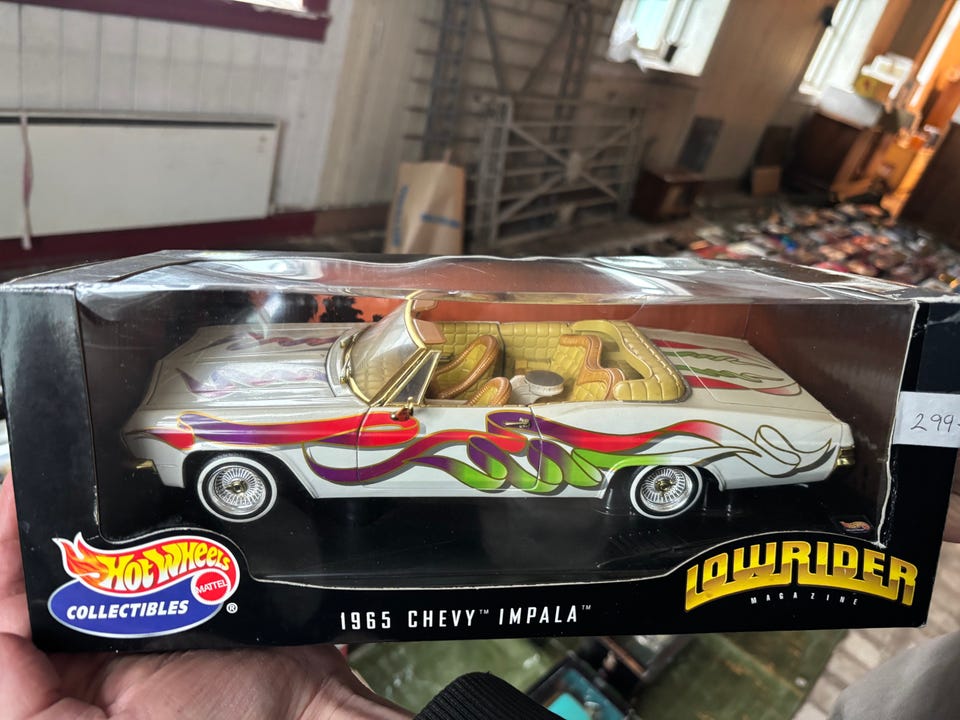 299-
HOT WHEELS
MATTEL
COLLECTIBLES
®
1965 CHEVY™ IMPALA™
LOWRIDER
MAGAZINE